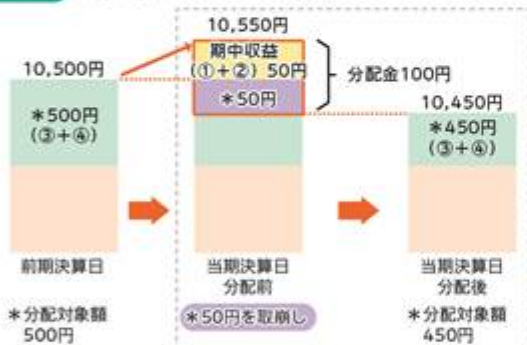 10,550円
期中収益
(①+②) 50円
*50円
分配金100円
10,500円
*500円
(③+④)
10,450円
*450円
(③+④)
前期決算日
当期決算日
分配前
当期決算日
分配後
*分配対象額
500円
*50円を取崩し
*分配対象額
450円